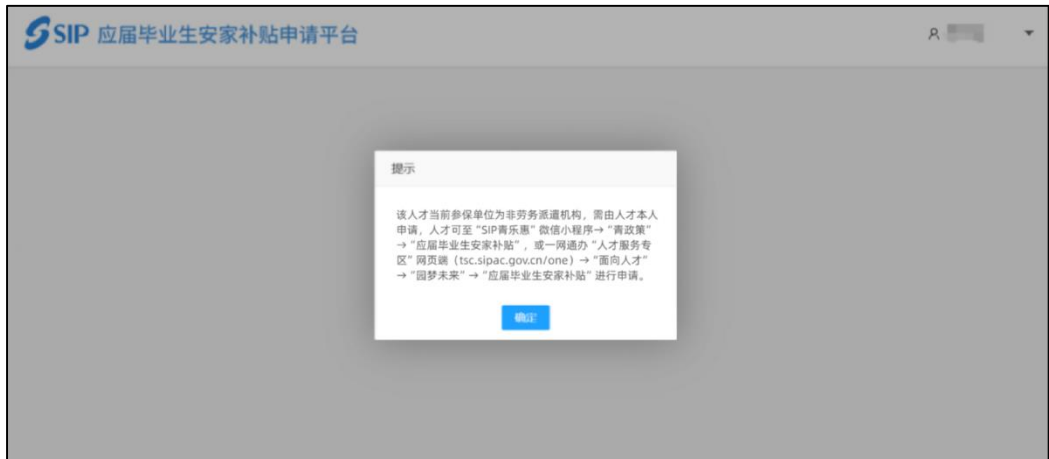 SIP 应届毕业生安家补贴申请平台
提示
该人才当前参保单位为非劳务派遣机构，需由人才本人
申请，人才可至“SIP青乐惠”微信小程序→“青政策”
→“应届毕业生安家补贴”，或一网通办“人才服务专
区”网页端（tsc.sipac.gov.cn/one）→“面向人才”
→“园梦未来”→“应届毕业生安家补贴”进行申请。
确定